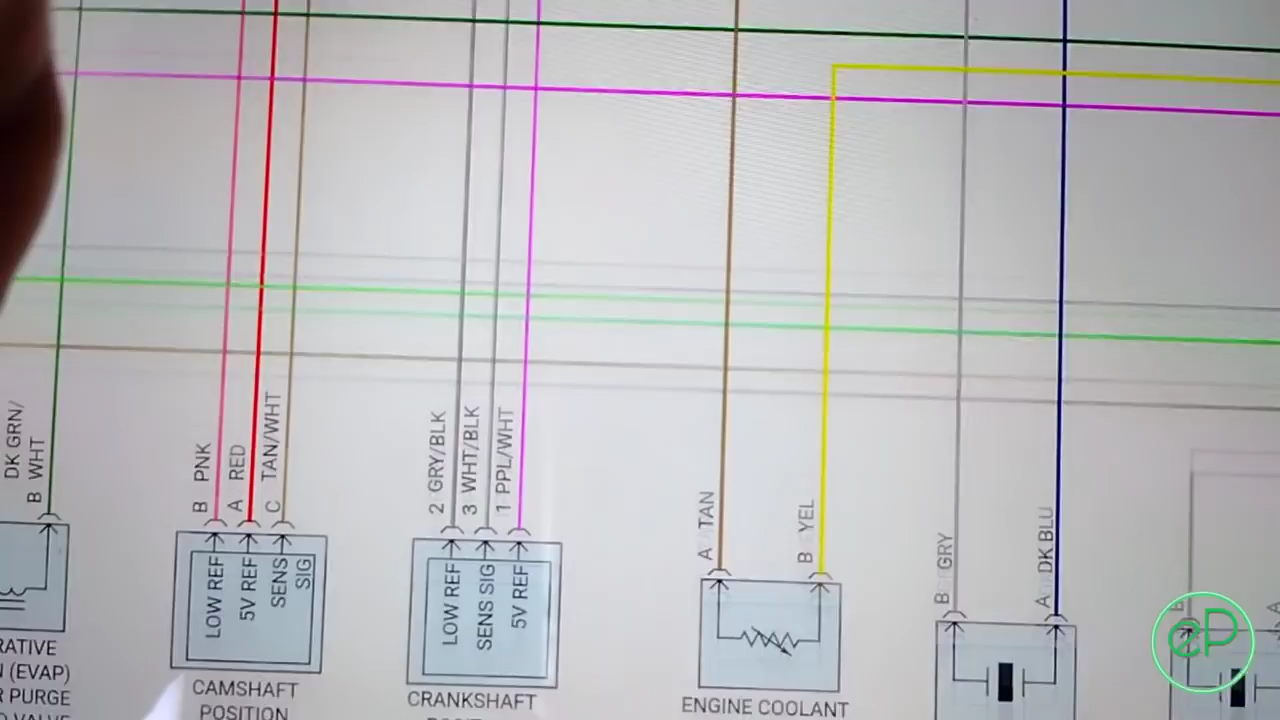 DK GRN/
B WHT
B PNK
A RED
C TAN/WHT
2 GRY/BLK
3 WHT/BLK
1 PPL/WHT
A TAN
B YEL
B GRY
A DK BLU
LOW REF
5V REF
SENS
SIG
LOW REF
SENS SIG
5V REF
RATIVE
N (EVAP)
R PURGE
CAMSHAFT
POSITION
CRANKSHAFT
ENGINE COOLANT
eP